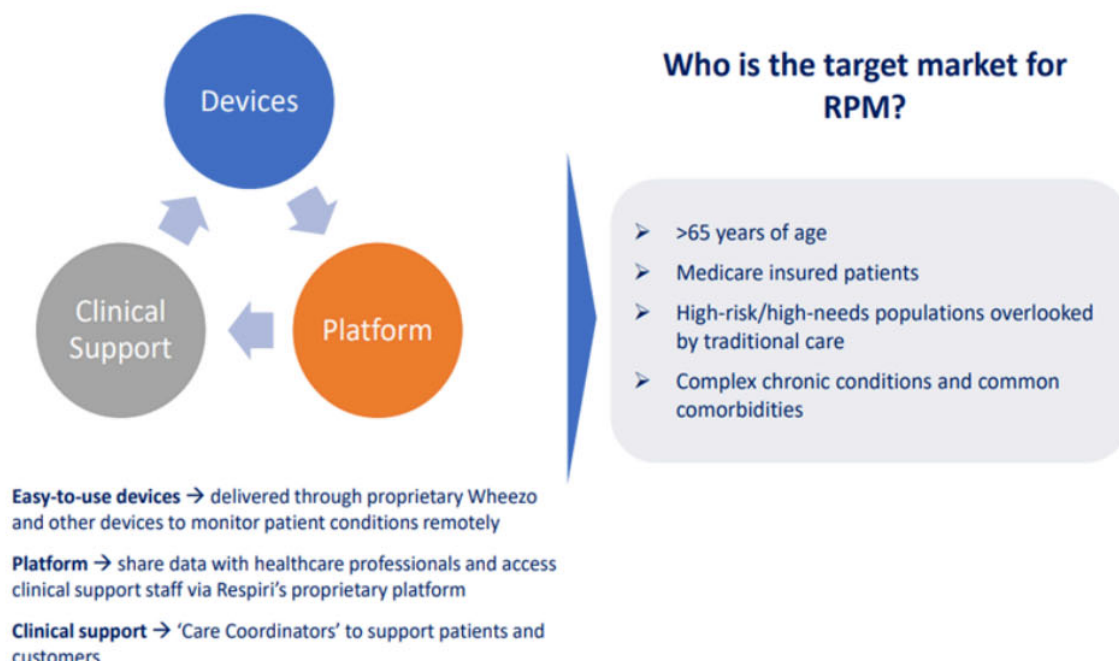 Devices
Clinical
Support
Platform
Easy-to-use devices → delivered through proprietary Wheezo
and other devices to monitor patient conditions remotely
Platform → share data with healthcare professionals and access
clinical support staff via Respiri's proprietary platform
Clinical support → 'Care Coordinators' to support patients and
customers
Who is the target market for
RPM?
➢ >65 years of age
➢ Medicare insured patients
➢ High-risk/high-needs populations overlooked
by traditional care
➢ Complex chronic conditions and common
comorbidities